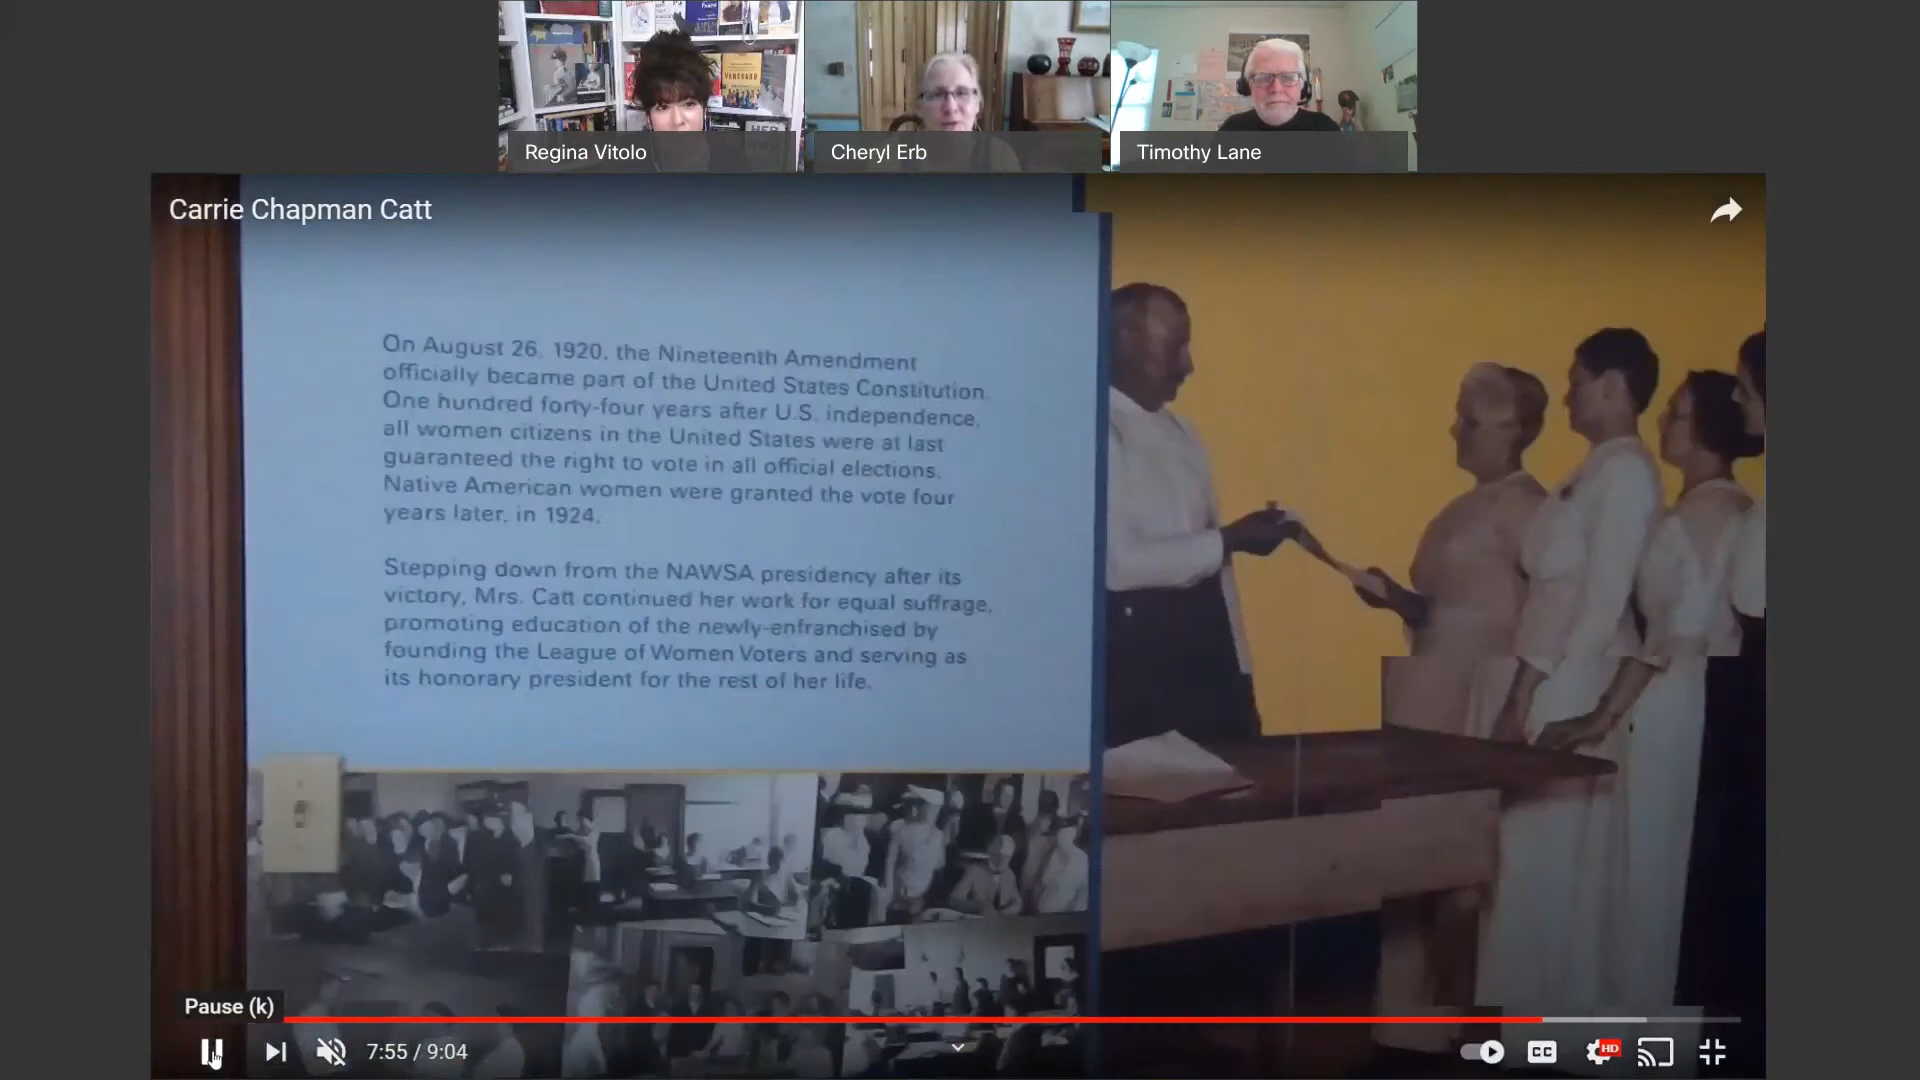 VANGUARD
HER
Regina Vitolo
Cheryl Erb
Timothy Lane
Carrie Chapman Catt
On August 26, 1920, the Nineteenth Amendment
officially became part of the United States Constitution.
One hundred forty-four years after U.S. independence,
all women citizens in the United States were at last
guaranteed the right to vote in all official elections.
Native American women were granted the vote four
years later, in 1924.
Stepping down from the NAWSA presidency after its
victory, Mrs. Catt continued her work for equal suffrage,
promoting education of the newly-enfranchised by
founding the League of Women Voters and serving as
its honorary president for the rest of her life.
Pause (k)
7:55 / 9:04
CC
HD